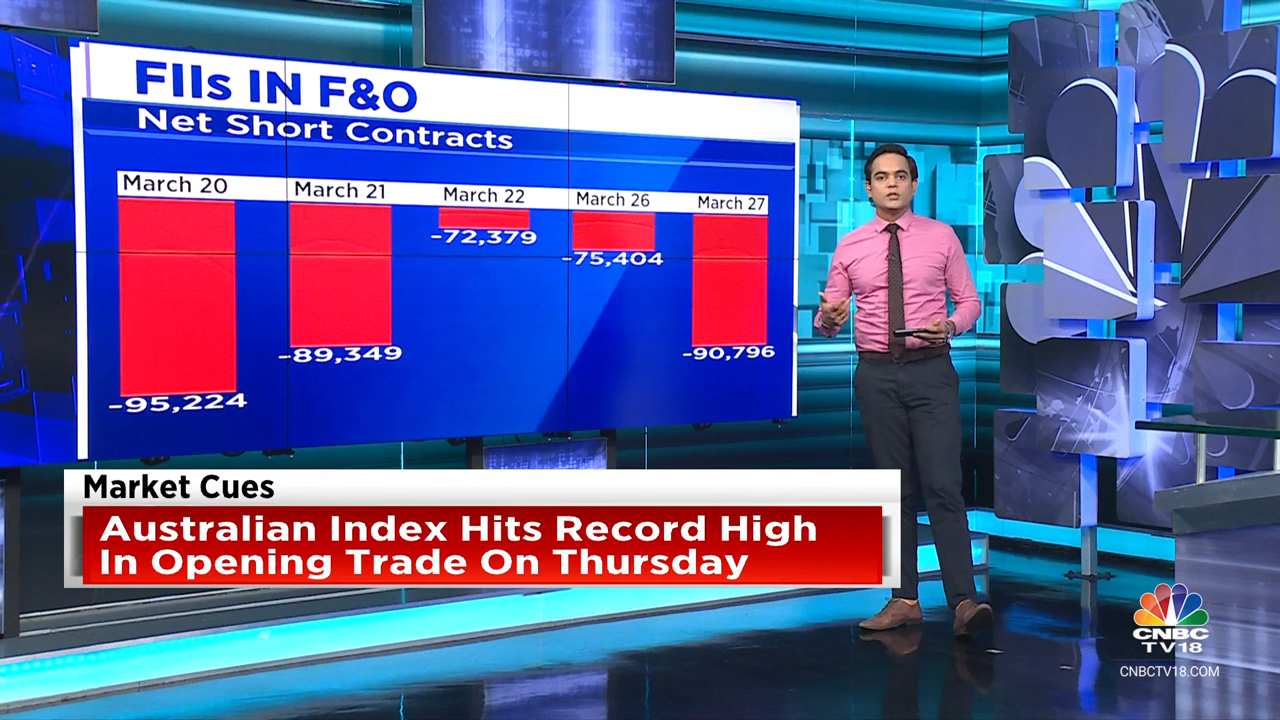 FIIs IN F&O
Net Short Contracts
March 20
March 21
March 22
March 26
March 27
-95,224
-89,349
-72,379
-75,404
-90,796
Market Cues
Australian Index Hits Record High
In Opening Trade On Thursday
CNBC
TV18
CNBCTV18.COM